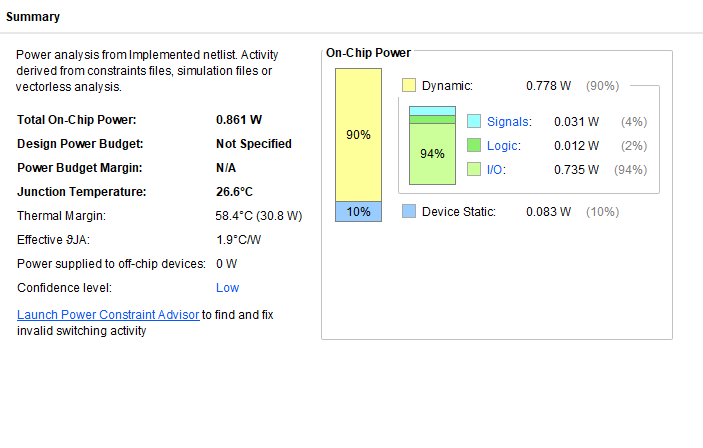 Summary
Power analysis from Implemented netlist. Activity
derived from constraints files, simulation files or
vectorless analysis.
Total On-Chip Power: 0.861 W
Design Power Budget: Not Specified
Power Budget Margin: N/A
Junction Temperature: 26.6°C
Thermal Margin: 58.4°C (30.8 W)
Effective ϑJA: 1.9°C/W
Power supplied to off-chip devices: 0 W
Confidence level: Low
Launch Power Constraint Advisor to find and fix
invalid switching activity
On-Chip Power
90%
10%
Dynamic: 0.778 W (90%)
94%
Signals: 0.031 W (4%)
Logic: 0.012 W (2%)
I/O: 0.735 W (94%)
Device Static: 0.083 W (10%)